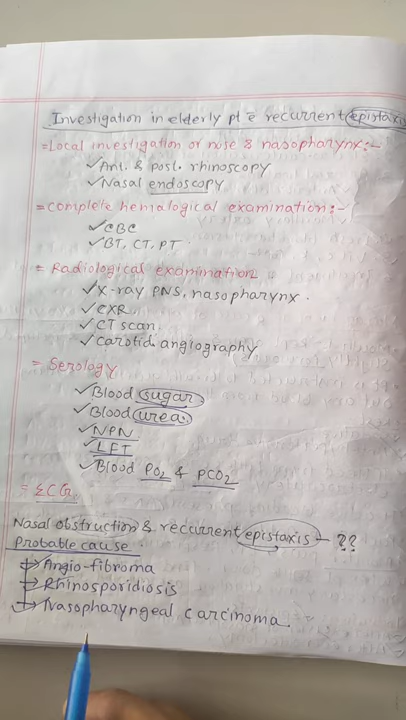 Investigation in elderly pt c̄ recurrent epistaxis
=Local investigation of nose & nasopharynx:-
✓Ant. & post. rhinoscopy
✓Nasal endoscopy
=Complete hemalogical examination:-
✓CBC
✓BT, CT, PT
= Radiological examination
✓X-ray PNS, nasopharynx.
✓CXR
✓CT scan
✓Carotid angiography
= Serology
✓Blood sugar
✓Blood urea
✓NPN
✓LFT
✓Blood PO2 & PCO2
= ECG
Nasal obstruction & recurrent epistaxis - ??
Probable cause
→Angio-fibroma
→Rhinosporidiosis
→Nasopharyngeal carcinoma